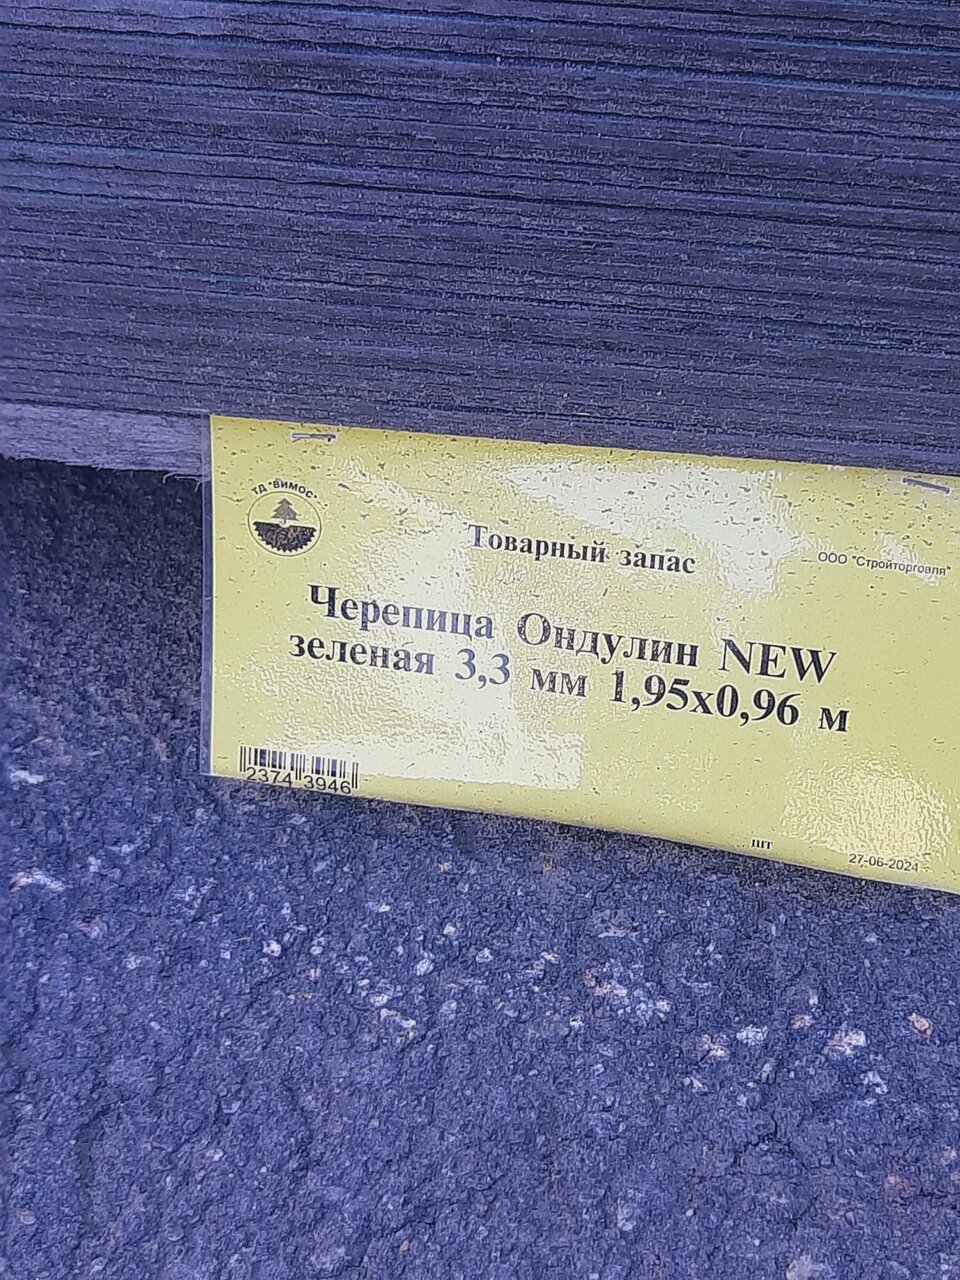 ТД "ВИМОС"
Товарный запас
ООО "Стройторговля"
Черепица Ондулин NEW
зеленая 3,3 мм 1,95х0,96 м
2374 3946
шт
27-06-2024